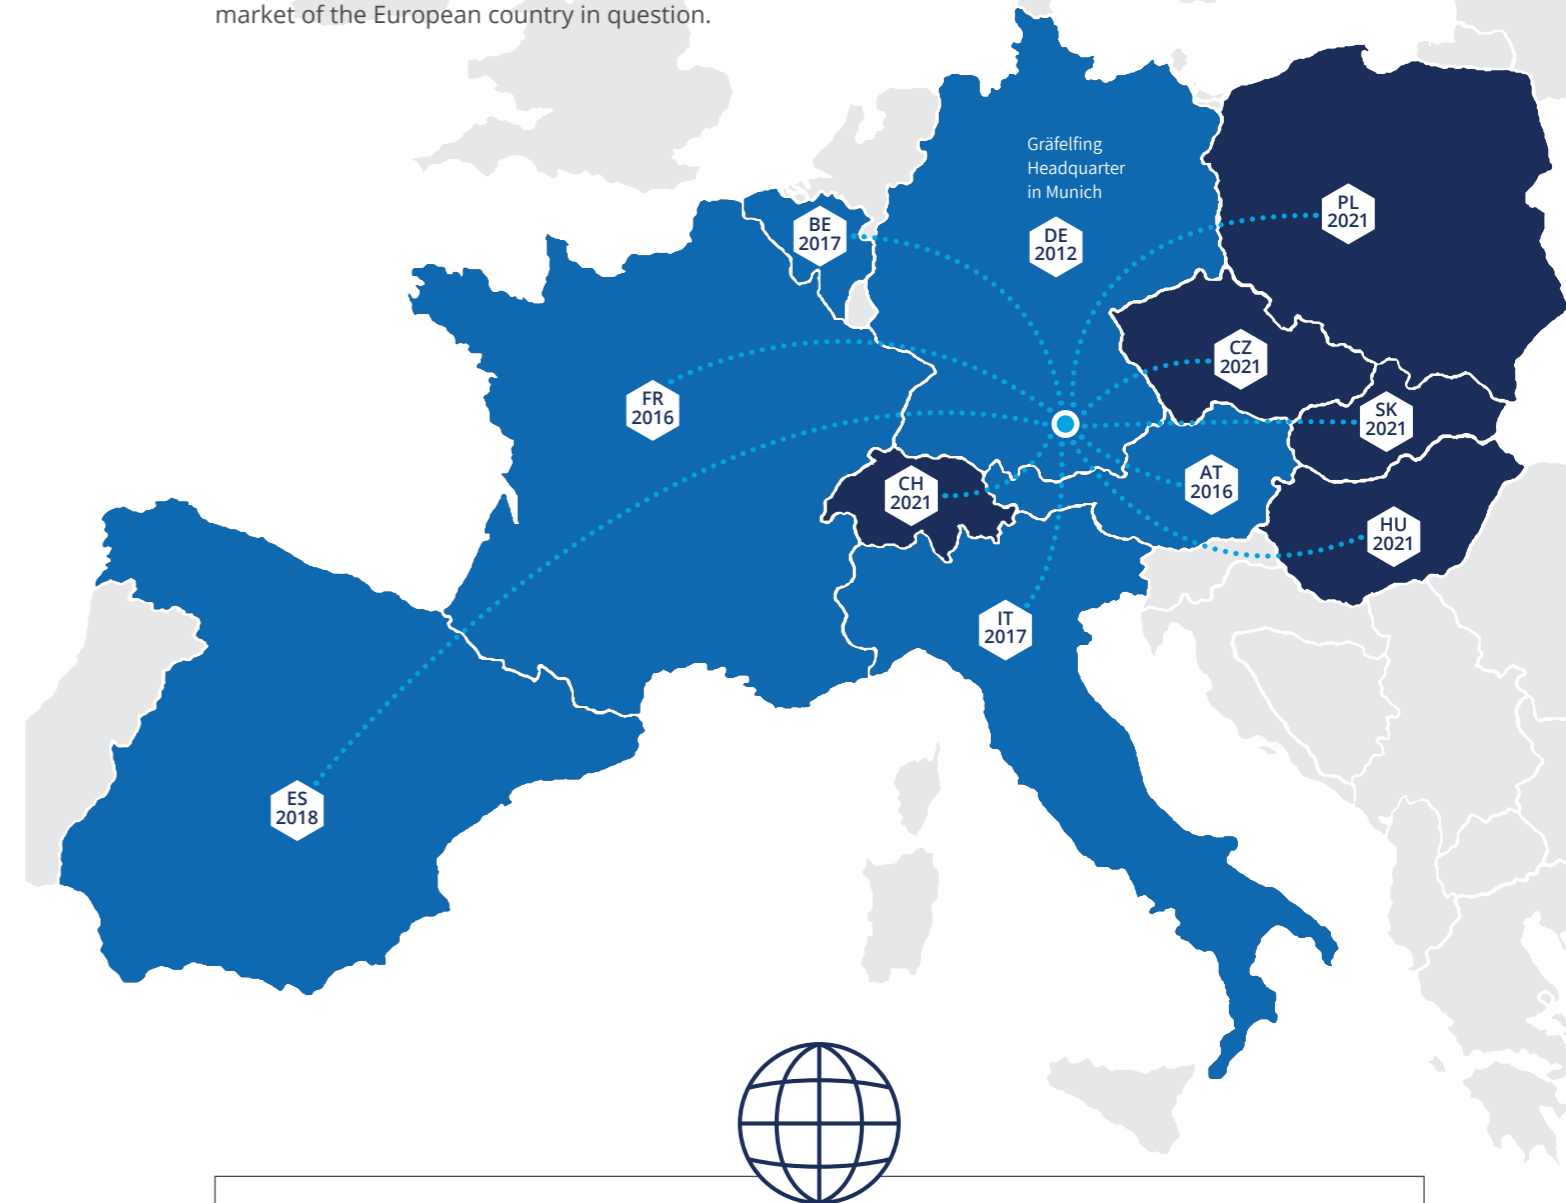 market of the European country in question.
Gräfelfing
Headquarter
in Munich
BE
2017
DE
2012
PL
2021
CZ
2021
FR
2016
SK
2021
CH
2021
AT
2016
HU
2021
IT
2017
ES
2018